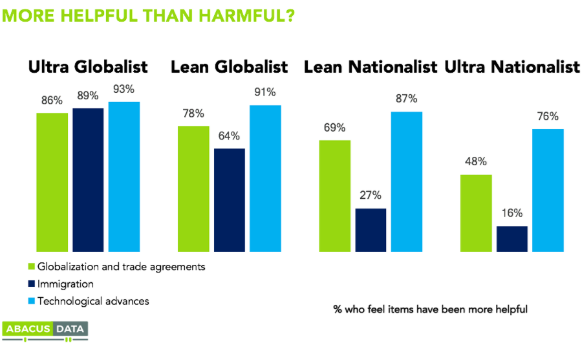 MORE HELPFUL THAN HARMFUL?
Ultra Globalist Lean Globalist Lean Nationalist Ultra Nationalist
86% 89% 93% 78% 64% 91% 69% 27% 87% 48% 16% 76%
Globalization and trade agreements
Immigration
Technological advances
% who feel items have been more helpful
ABACUS DATA